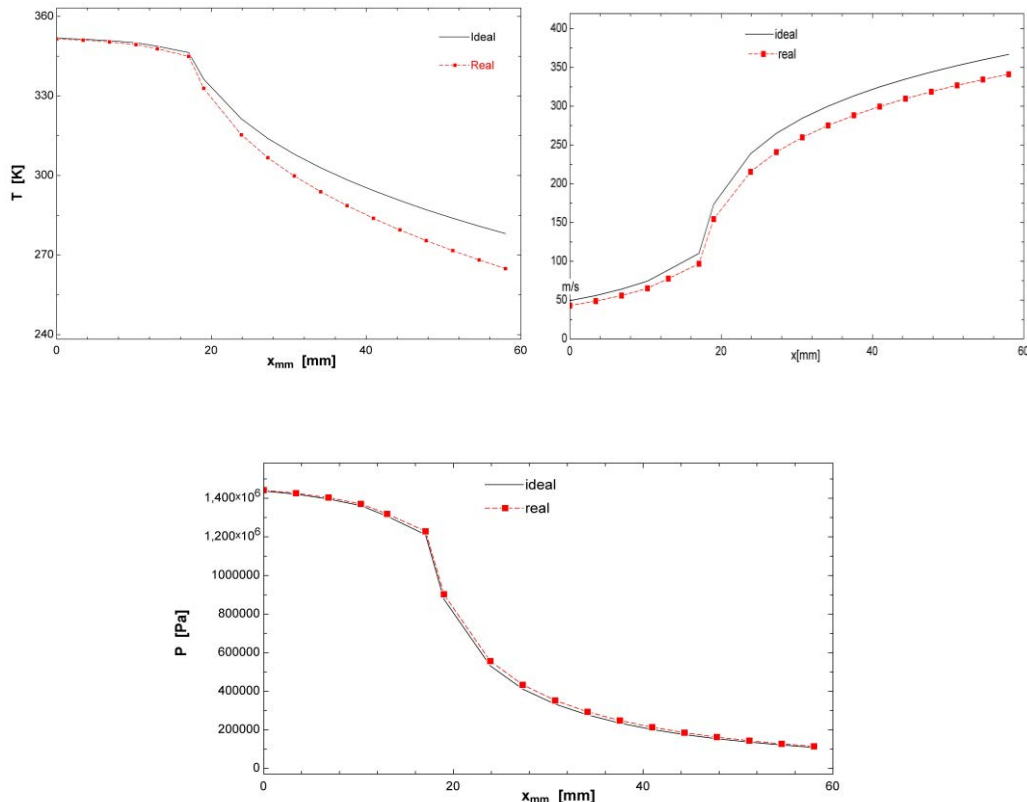 360
330
300
270
240
T [K]
Ideal
Real
0 20 40 60
xmm [mm]
400
350
300
250
200
150
100
m/s
50
0
ideal
real
0 20 40 60
x[mm]
1,400×10⁶
1,200×10⁶
1000000
800000
600000
400000
200000
0
P [Pa]
ideal
real
0 20 40 60
xmm [mm]